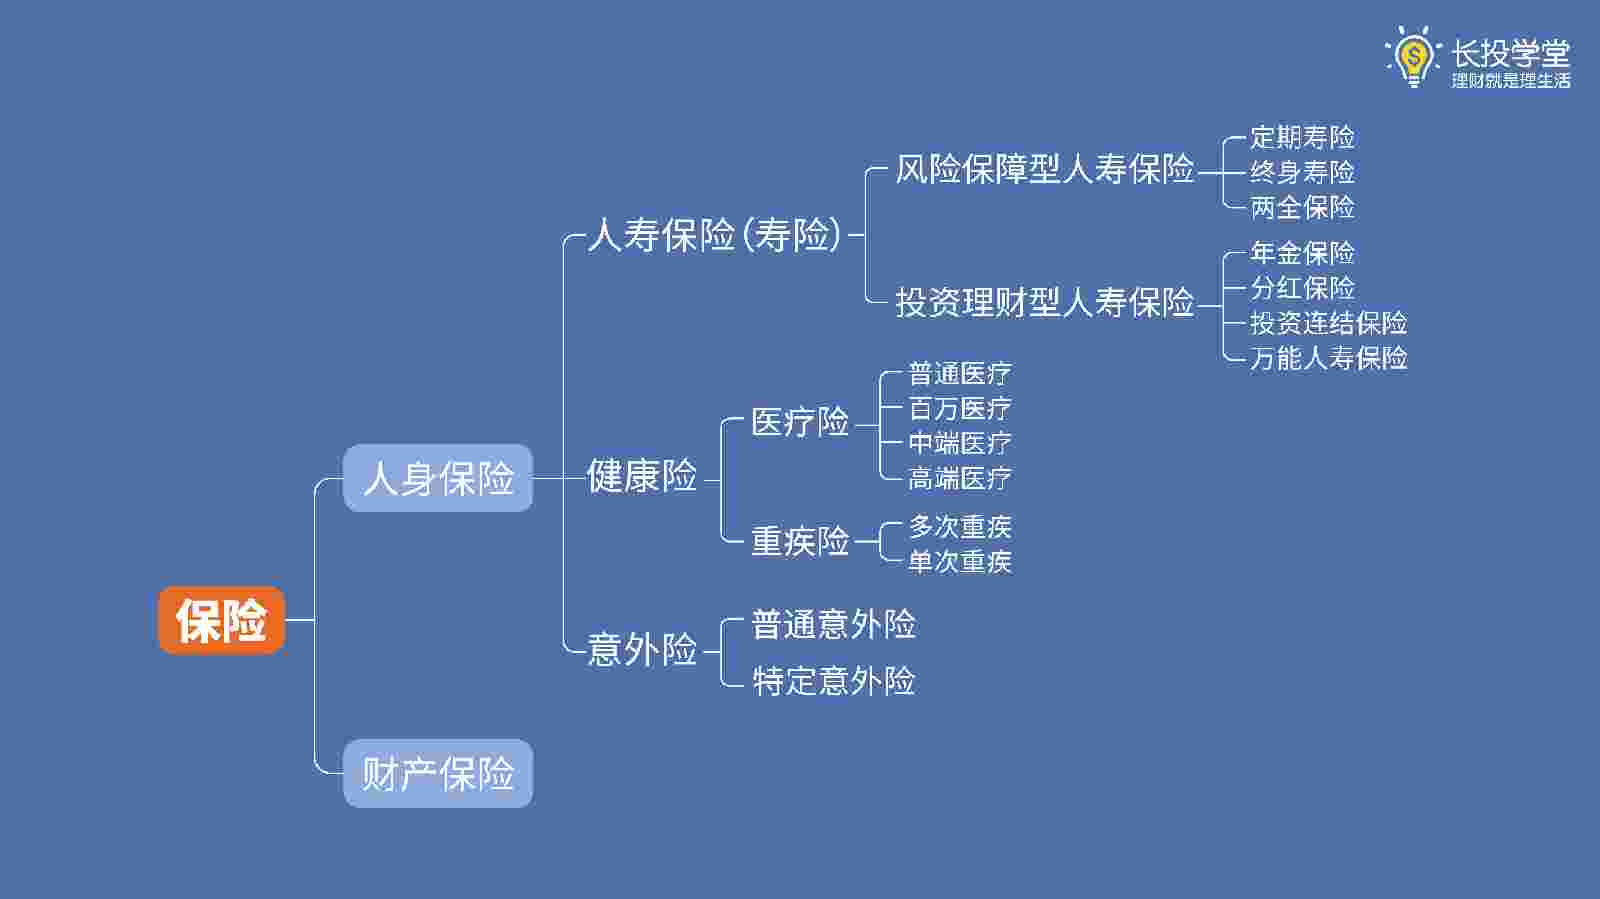 长投学堂
理财就是理生活
定期寿险
风险保障型人寿保险
终身寿险
两全保险
人寿保险(寿险)
年金保险
分红保险
投资理财型人寿保险
投资连结保险
万能人寿保险
普通医疗
百万医疗
医疗险
中端医疗
高端医疗
人身保险
健康险
多次重疾
重疾险
单次重疾
保险
普通意外险
意外险
特定意外险
财产保险